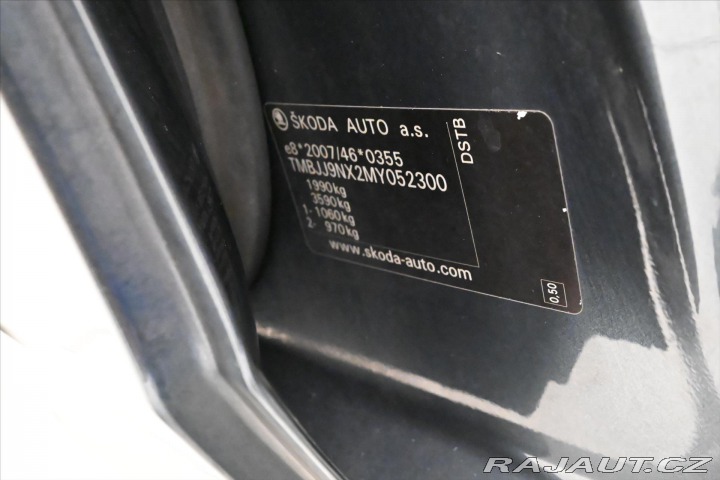 ŠKODA AUTO a.s.
e8*2007/46*0355
TMBJJ9NX2MY052300
1990kg
3590kg
1- 1060kg
2- 970kg
www.skoda-auto.com
DSTB
0.50
RAJAUT.CZ